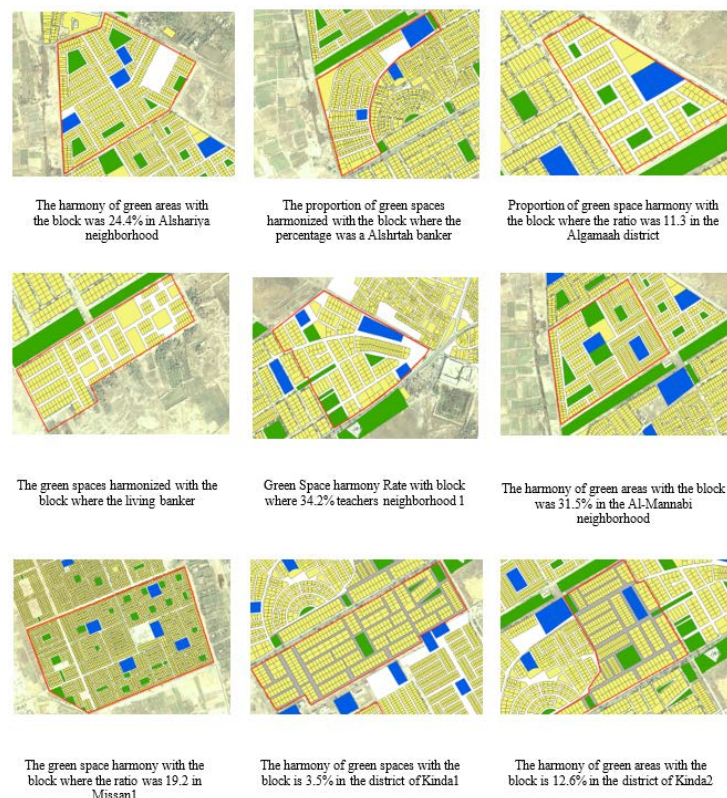 The harmony of green areas with
the block was 24.4% in Alshariya
neighborhood
The proportion of green spaces
harmonized with the block where the
percentage was a Alshrtah banker
Proportion of green space harmony with
the block where the ratio was 11.3 in the
Algamaah district
The green spaces harmonized with the
block where the living banker
Green Space harmony Rate with block
where 34.2% teachers neighborhood 1
The harmony of green areas with the block
was 31.5% in the Al-Mannabi
neighborhood
The green space harmony with the
block where the ratio was 19.2 in
Missan1
The harmony of green spaces with the
block is 3.5% in the district of Kinda1
The harmony of green areas with the
block is 12.6% in the district of Kinda2